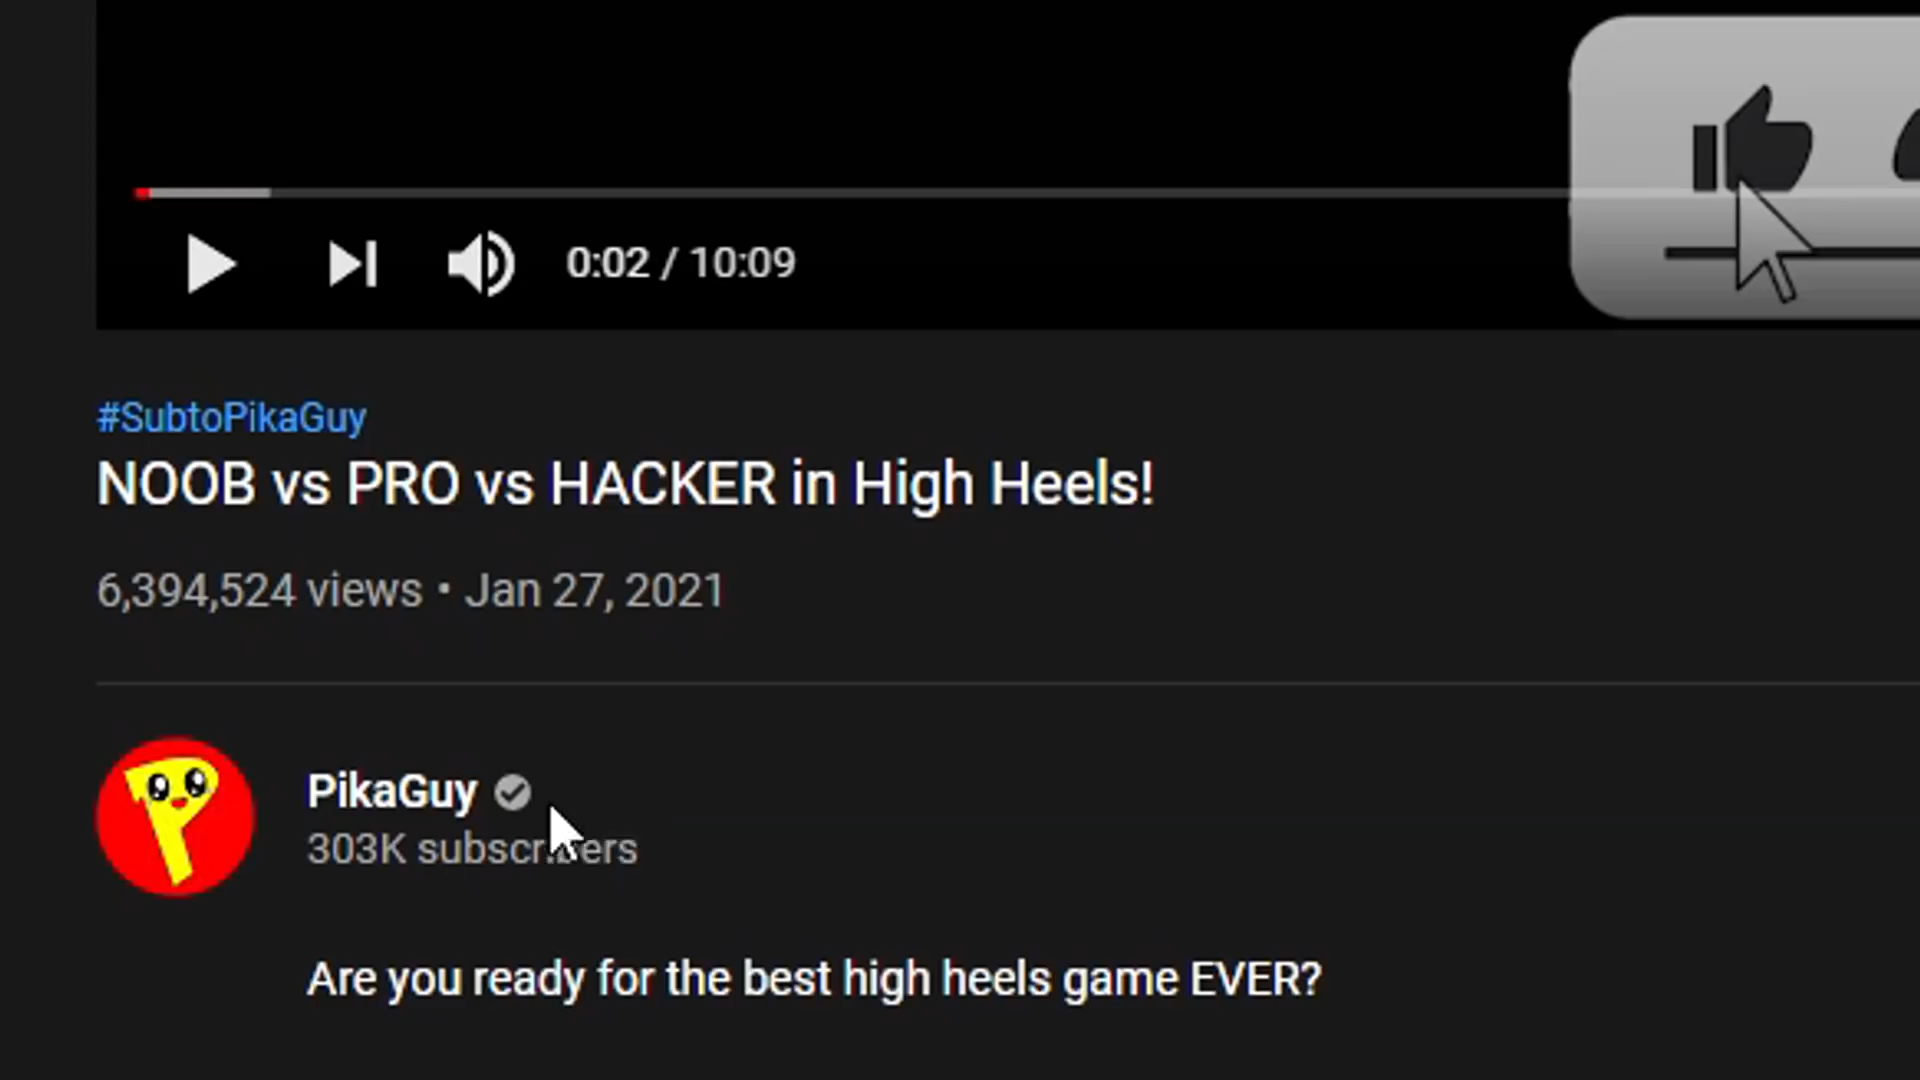 0:02 / 10:09
#SubtoPikaGuy
NOOB vs PRO vs HACKER in High Heels!
6,394,524 views • Jan 27, 2021
PikaGuy
303K subscribers
Are you ready for the best high heels game EVER?